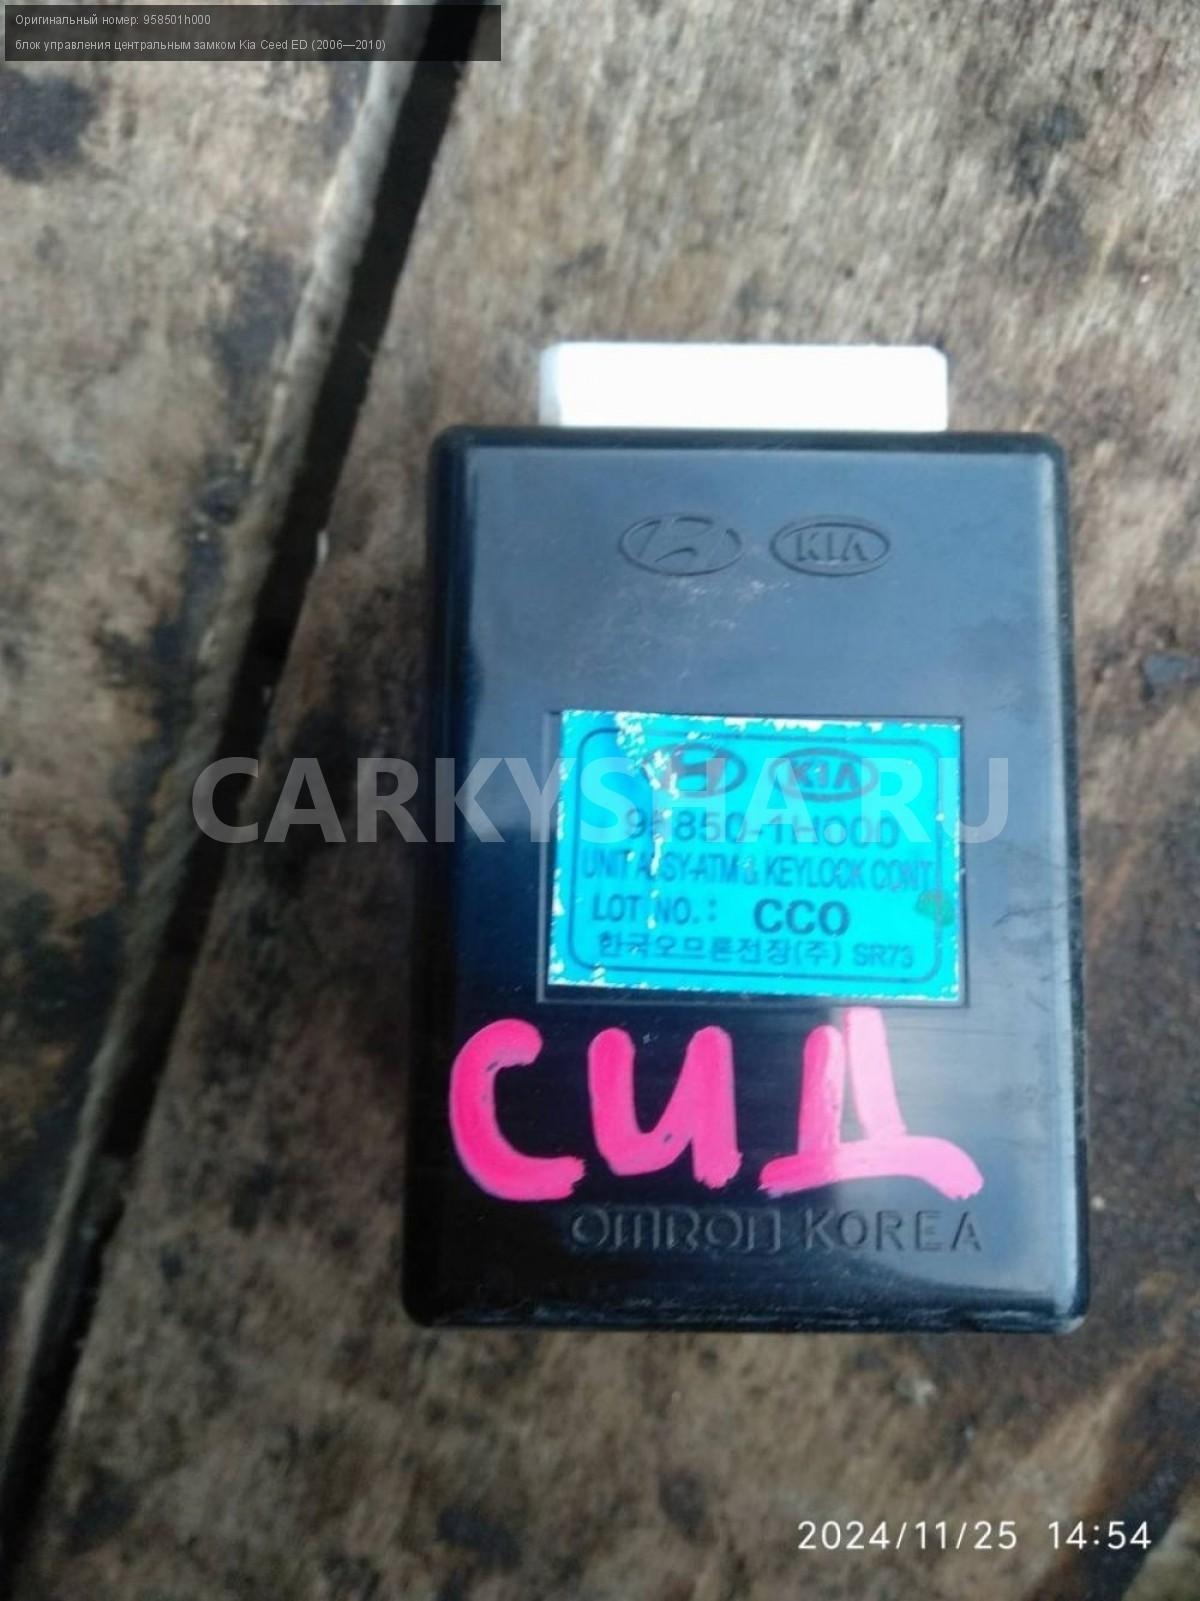 Оригинальный номер: 958501h000
блок управления центральным замком Kia Ceed ED (2006—2010)
KIA
KIA
CARKYSHA.RU
95850-1H000
UNIT ASSY-ATM & KEYLOCK CONT
LOT NO.: CCO
한국오므론전장(주) SR73
СИД
OMRON KOREA
2024/11/25 14:54